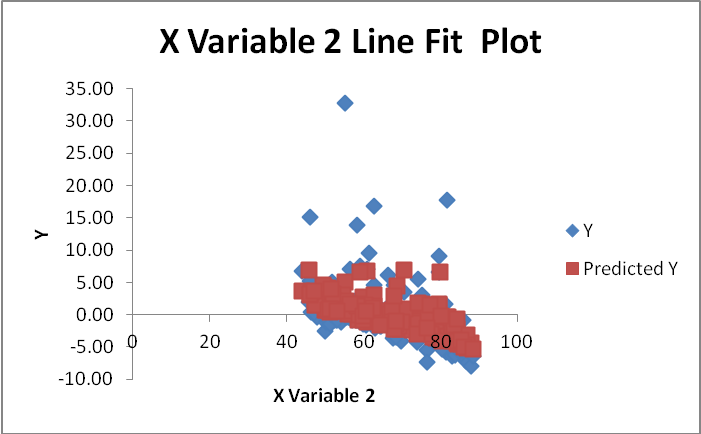 X Variable 2 Line Fit  Plot
35.00
30.00
25.00
20.00
15.00
10.00
5.00
0.00
-5.00
-10.00
Y
0 20 40 60 80 100
X Variable 2
Y
Predicted Y